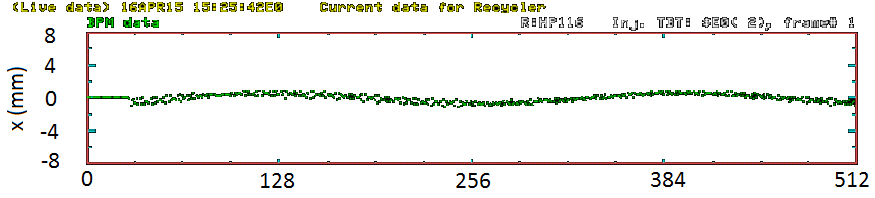 (Live data) 16APR15 15:25:42E0 Current data for Recycler
BPM data R:HP116 Inj. TBT: $E0( 2), frame# 1
8
4
0
-4
-8
x (mm)
0 128 256 384 512